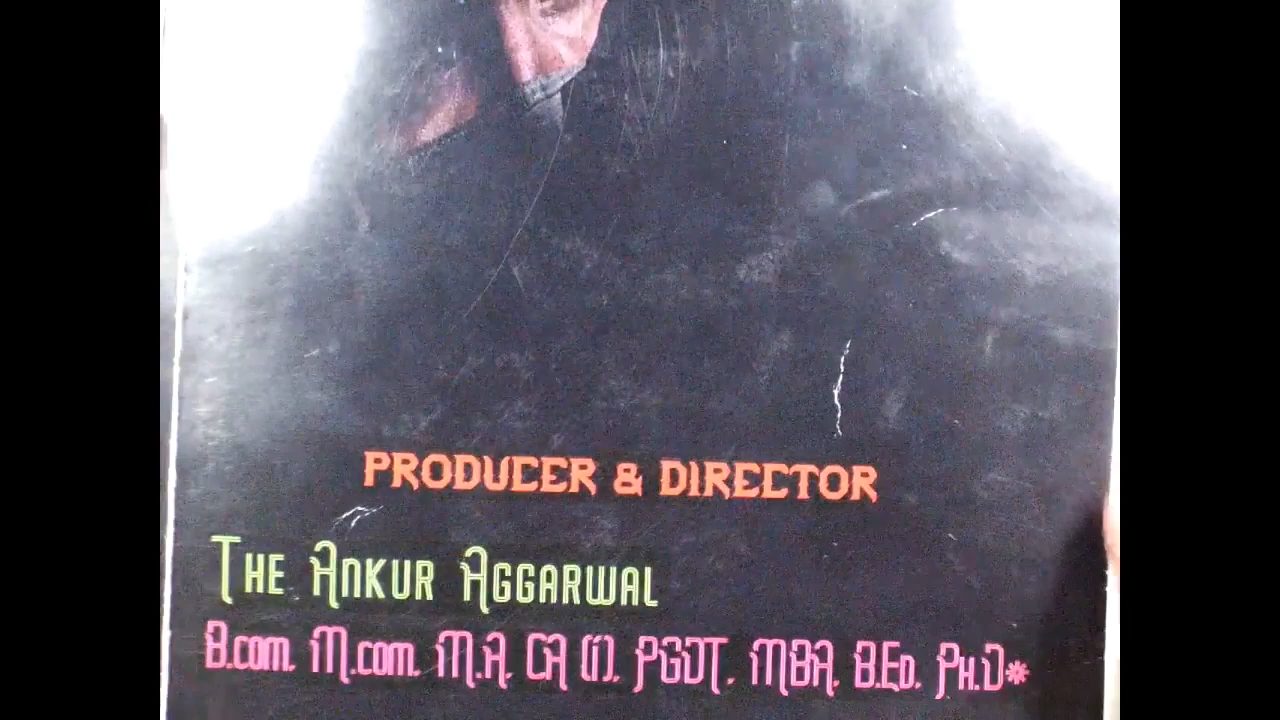 PRODUCER & DIRECTOR
THE ANKUR AGGARWAL
B.COM. M.COM. M.A. CA (I). PGDT. MBA. B.ED. PH.D*